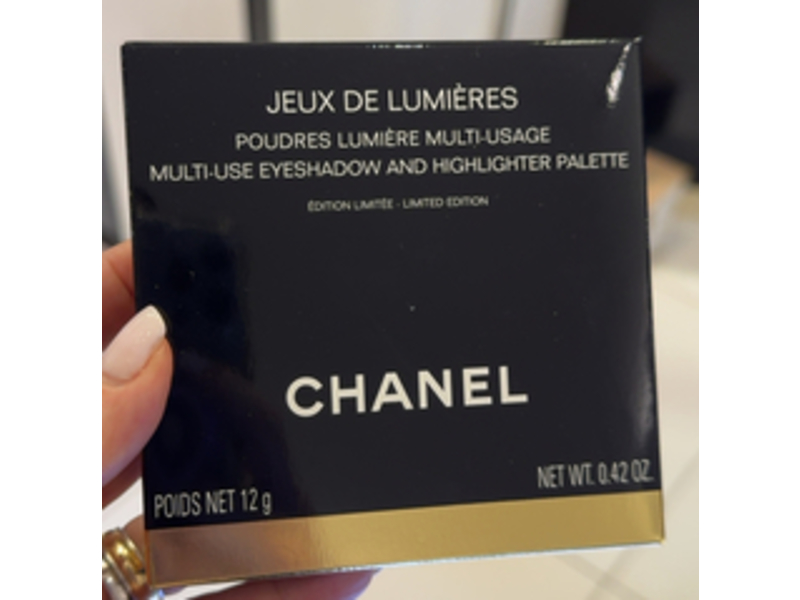 JEUX DE LUMIÈRES
POUDRES LUMIÈRE MULTI-USAGE
MULTI-USE EYESHADOW AND HIGHLIGHTER PALETTE
ÉDITION LIMITÉE - LIMITED EDITION
CHANEL
POIDS NET 12 g
NET WT. 0.42 OZ.